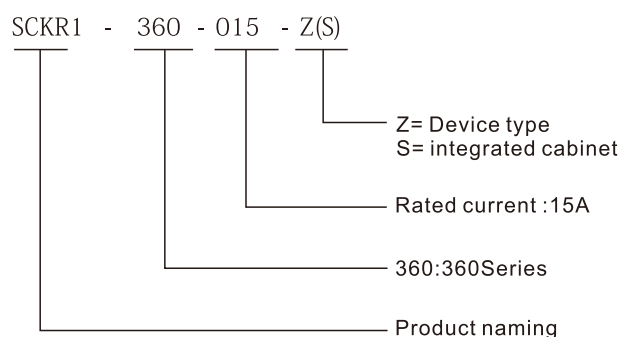 SCKR1 - 360 - 015 - Z(S)
Z= Device type
S= integrated cabinet
Rated current :15A
360:360Series
Product naming